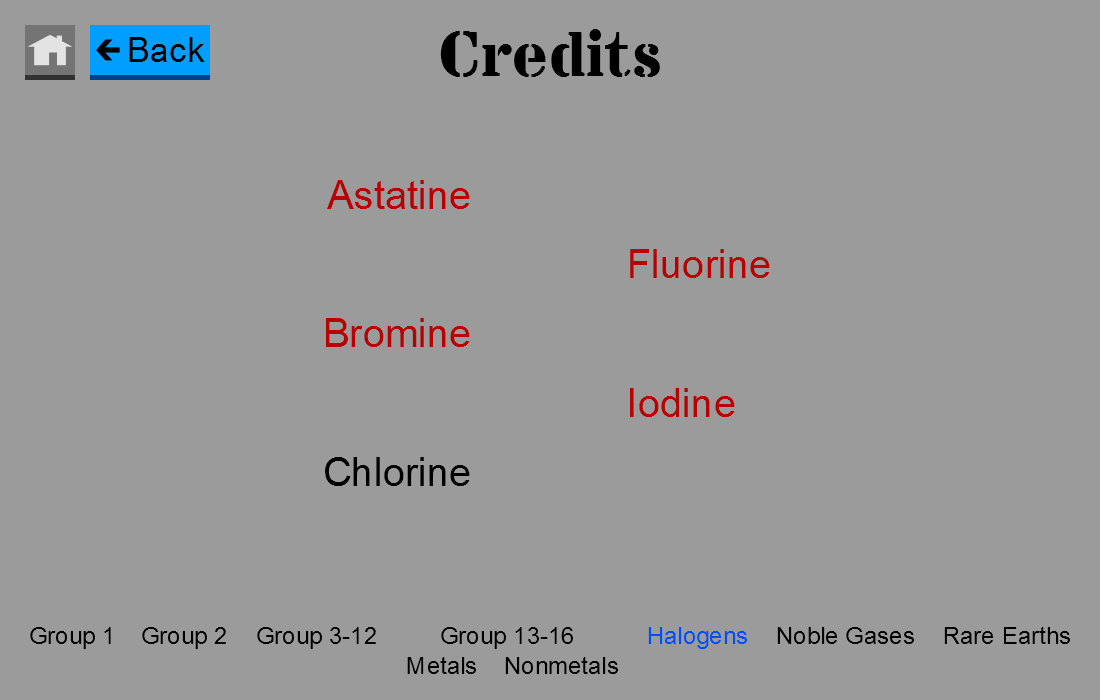 Back
Credits
Astatine
Fluorine
Bromine
Iodine
Chlorine
Group 1 Group 2 Group 3-12 Group 13-16 Halogens Noble Gases Rare Earths
Metals Nonmetals